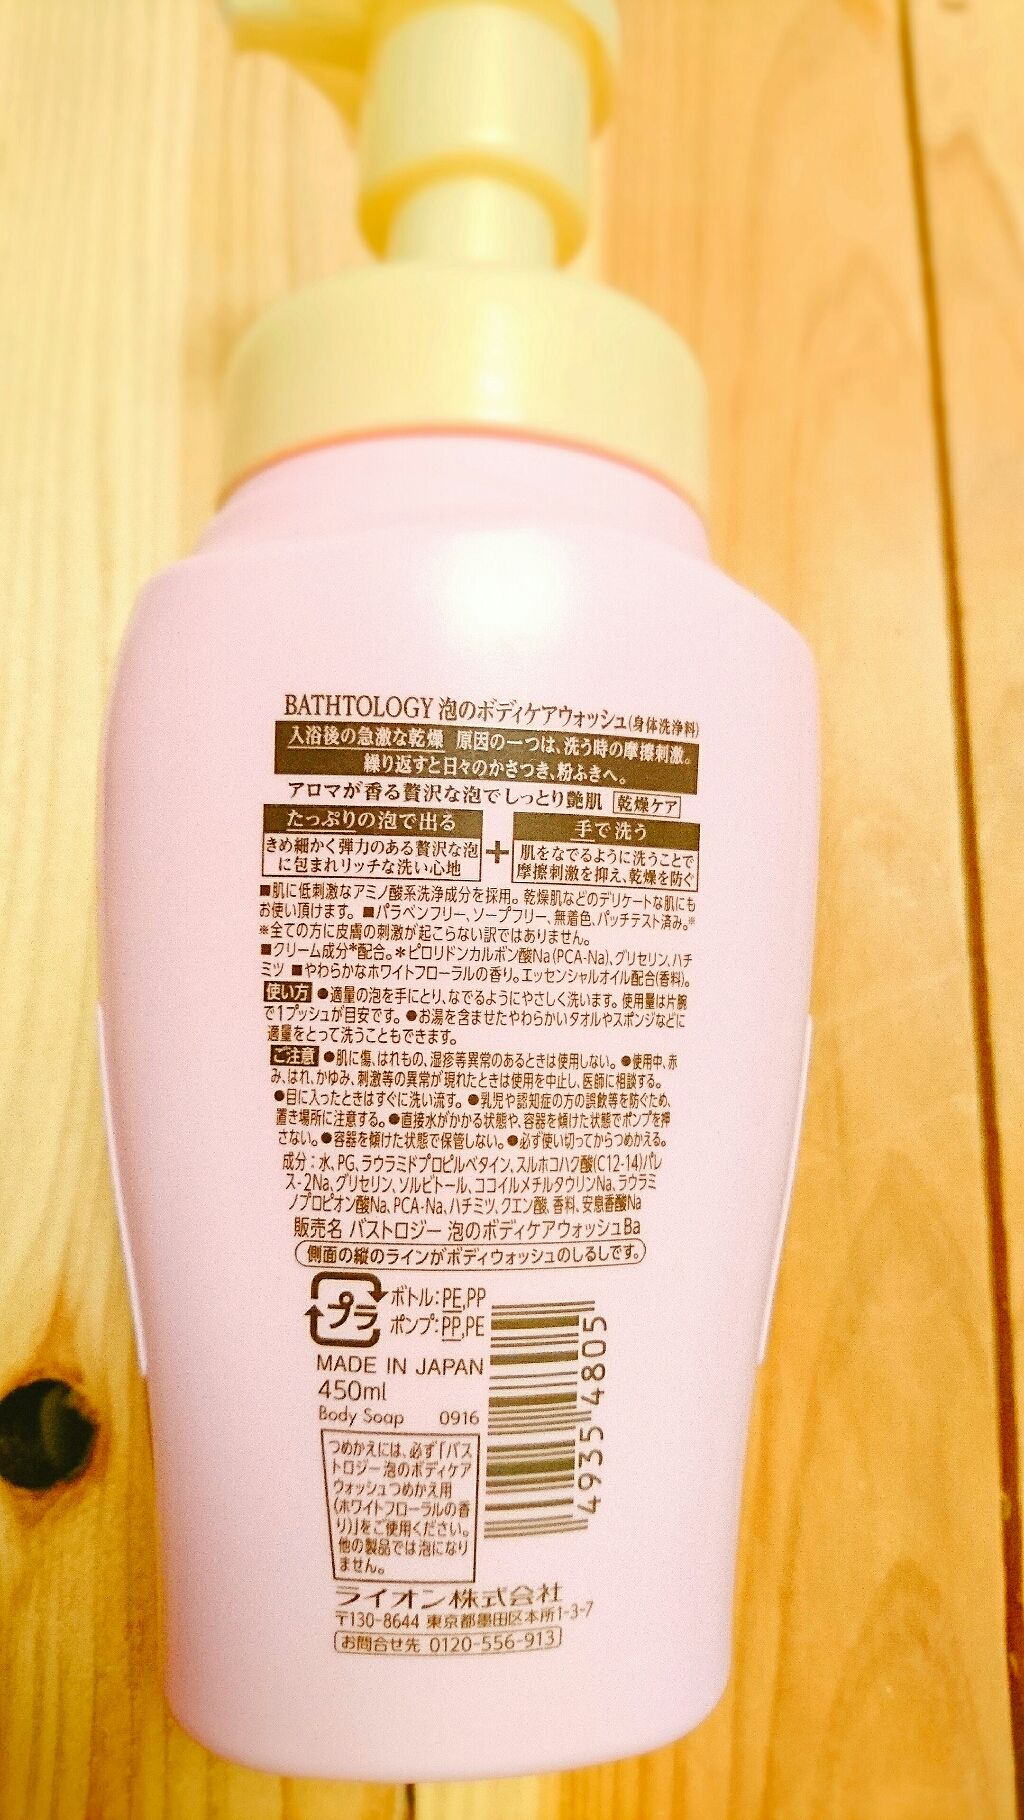 BATHTOLOGY 泡のボディケアウォッシュ(身体洗浄料)
入浴後の急激な乾燥 原因の一つは、洗う時の摩擦刺激。
繰り返すと日々のかさつき、粉ふきへ。
アロマが香る贅沢な泡でしっとり艶肌 乾燥ケア
たっぷりの泡で出る
きめ細かく弾力のある贅沢な泡
に包まれリッチな洗い心地
+
手で洗う
肌をなでるように洗うことで
摩擦刺激を抑え、乾燥を防ぐ
■肌に低刺激なアミノ酸系洗浄成分を採用。乾燥肌などのデリケートな肌にも
お使い頂けます。■パラベンフリー、ソープフリー、無着色、パッチテスト済み。※
※全ての方に皮膚の刺激が起こらない訳ではありません。
■クリーム成分*配合。*ピロリドンカルボン酸Na(PCA-Na)、グリセリン、ハチ
ミツ ■やわらかなホワイトフローラルの香り。エッセンシャルオイル配合(香料)。
使い方 ●適量の泡を手にとり、なでるようにやさしく洗います。使用量は片腕
で1プッシュが目安です。●お湯を含ませたやわらかいタオルやスポンジなどに
適量をとって洗うこともできます。
ご注意 ●肌に傷、はれもの、湿疹等異常のあるときは使用しない。●使用中、赤
み、はれ、かゆみ、刺激等の異常が現れたときは使用を中止し、医師に相談する。
●目に入ったときはすぐに洗い流す。●乳児や認知症の方の誤飲等を防ぐため、
置き場所に注意する。●直接水がかかる状態や、容器を傾けた状態でポンプを押
さない。●容器を傾けた状態で保管しない。●必ず使い切ってからつめかえる。
成分：水、PG、ラウラミドプロピルベタイン、スルホコハク酸(C12-14)パレ
ス-2Na、グリセリン、ソルビトール、ココイルメチルタウリンNa、ラウラミ
ノプロピオン酸Na、PCA-Na、ハチミツ、クエン酸、香料、安息香酸Na
販売名 バストロジー 泡のボディケアウォッシュBa
側面の縦のラインがボディウォッシュのしるしです。
プラ
ボトル:PE,PP
ポンプ:PP,PE
MADE IN JAPAN
450ml
Body Soap 0916
つめかえには、必ず「バス
トロジー泡のボディケア
ウォッシュつめかえ用
(ホワイトフローラルの香
り)」をご使用ください。
他の製品では泡になり
ません。
4935 4805
ライオン株式会社
〒130-8644 東京都墨田区本所1-3-7
お問合せ先 0120-556-913